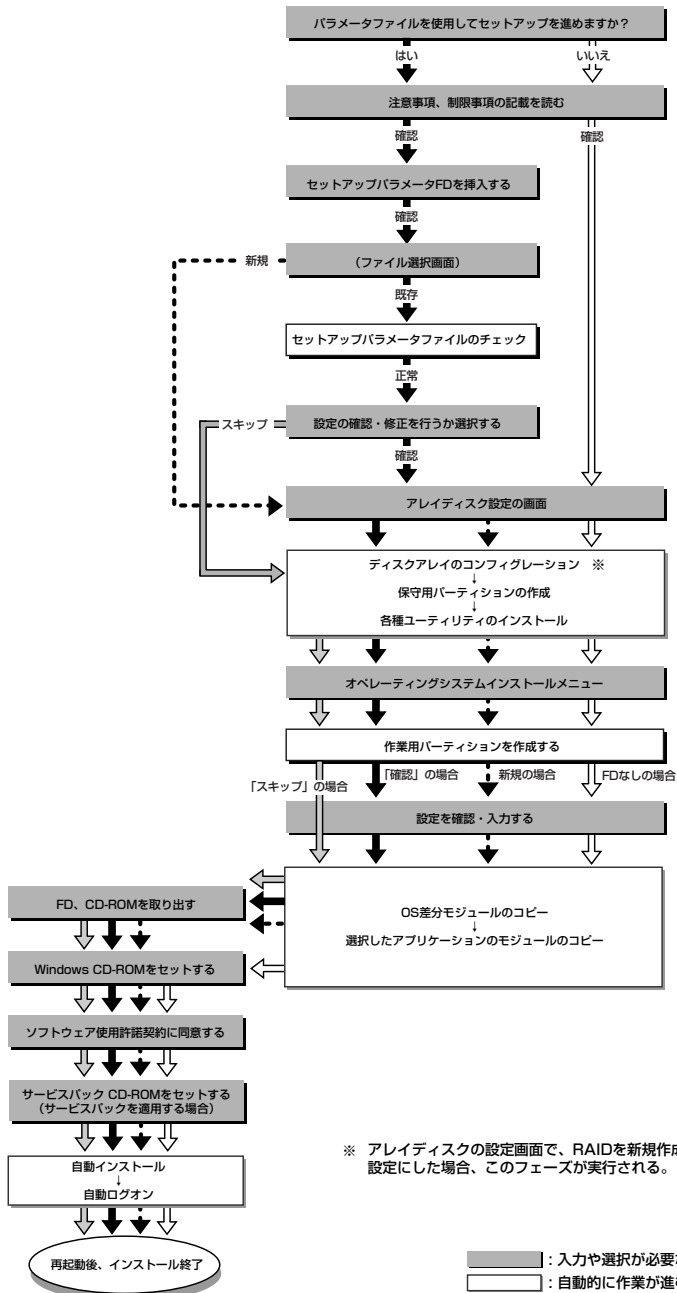 パラメータファイルを使用してセットアップを進めますか？
はい
いいえ
注意事項、制限事項の記載を読む
確認
確認
セットアップパラメータFDを挿入する
確認
新規
（ファイル選択画面）
既存
セットアップパラメータファイルのチェック
正常
スキップ
設定の確認・修正を行うか選択する
確認
アレイディスク設定の画面
ディスクアレイのコンフィグレーション ※
↓
保守用パーティションの作成
↓
各種ユーティリティのインストール
オペレーティングシステムインストールメニュー
作業用パーティションを作成する
「スキップ」の場合
「確認」の場合
新規の場合
FDなしの場合
設定を確認・入力する
FD、CD-ROMを取り出す
OS差分モジュールのコピー
↓
選択したアプリケーションのモジュールのコピー
Windows CD-ROMをセットする
ソフトウェア使用許諾契約に同意する
サービスパック CD-ROMをセットする
（サービスパックを適用する場合）
自動インストール
↓
自動ログオン
再起動後、インストール終了
※ アレイディスクの設定画面で、RAIDを新規作成
設定にした場合、このフェーズが実行される。
：入力や選択が必要
：自動的に作業が進